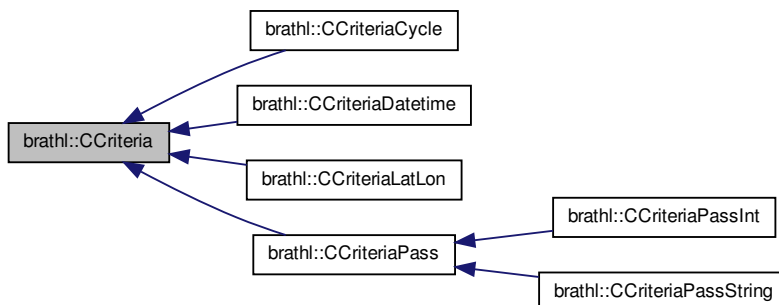 brathl::CCriteriaCycle
brathl::CCriteriaDatetime
brathl::CCriteria
brathl::CCriteriaLatLon
brathl::CCriteriaPassInt
brathl::CCriteriaPass
brathl::CCriteriaPassString